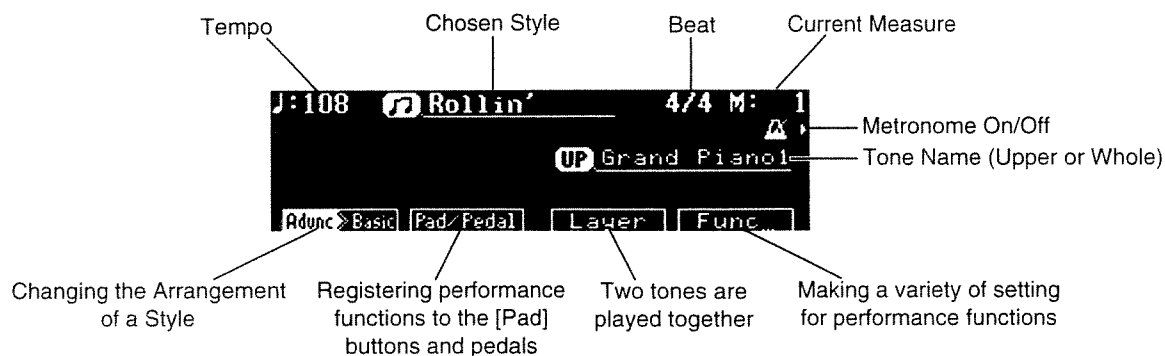 Tempo
Chosen Style
Beat
Current Measure
♩:108 Rollin' 4/4 M: 1
Metronome On/Off
UP Grand Piano1
Tone Name (Upper or Whole)
Advnc Basic Pad/Pedal Layer Func…
Changing the Arrangement
of a Style
Registering performance
functions to the [Pad]
buttons and pedals
Two tones are
played together
Making a variety of setting
for performance functions